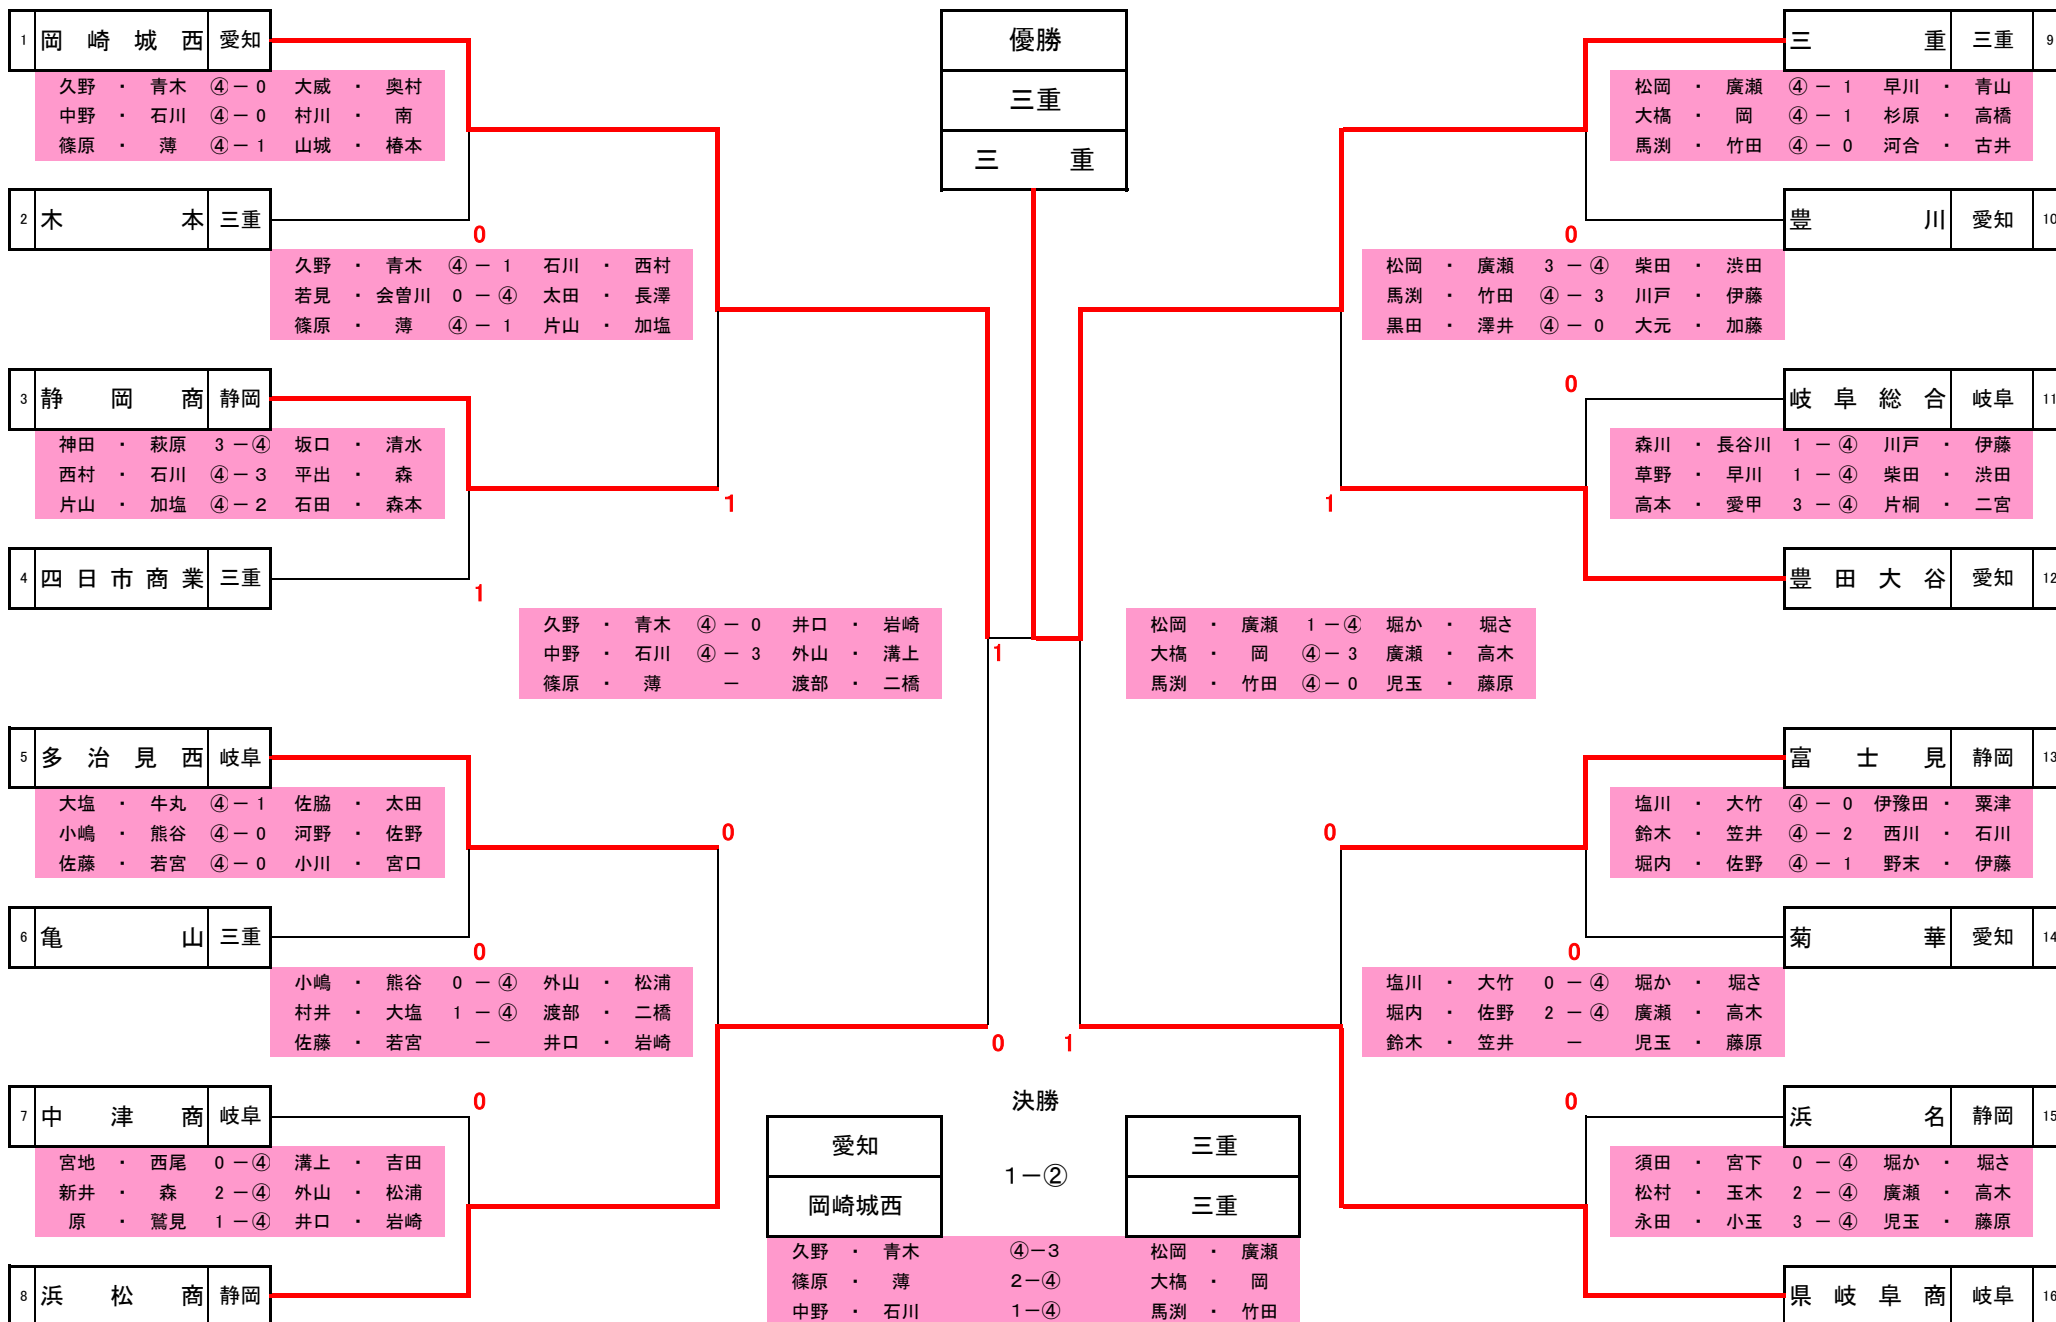 1 岡崎城西 愛知
久野・青木 ④－0 大威・奥村
中野・石川 ④－0 村川・南
篠原・薄 ④－1 山城・椿本
2 木本 三重
0
久野・青木 ④－1 石川・西村
若見・会曽川 0－④ 太田・長澤
篠原・薄 ④－1 片山・加塩
3 静岡商 静岡
神田・萩原 3－④ 坂口・清水
西村・石川 ④－3 平出・森
片山・加塩 ④－2 石田・森本
1
4 四日市商業 三重
1
久野・青木 ④－0 井口・岩崎
中野・石川 ④－3 外山・溝上
篠原・薄 － 渡部・二橋
1
5 多治見西 岐阜
大塩・牛丸 ④－1 佐脇・太田
小嶋・熊谷 ④－0 河野・佐野
佐藤・若宮 ④－0 小川・宮口
0
6 亀山 三重
0
小嶋・熊谷 0－④ 外山・松浦
村井・大塩 1－④ 渡部・二橋
佐藤・若宮 － 井口・岩崎
0
7 中津商 岐阜
0
宮地・西尾 0－④ 溝上・吉田
新井・森 2－④ 外山・松浦
原・鷲見 1－④ 井口・岩崎
8 浜松商 静岡
優勝
三重
三重
1
決勝
愛知 三重
1－②
岡崎城西 三重
久野・青木 ④－3 松岡・廣瀬
篠原・薄 2－④ 大槗・岡
中野・石川 1－④ 馬渕・竹田
三重 三重 9
松岡・廣瀬 ④－1 早川・青山
大槗・岡 ④－1 杉原・高橋
馬渕・竹田 ④－0 河合・古井
豊川 愛知 10
0
松岡・廣瀬 3－④ 柴田・渋田
馬渕・竹田 ④－3 川戸・伊藤
黒田・澤井 ④－0 大元・加藤
0
岐阜総合 岐阜 11
森川・長谷川 1－④ 川戸・伊藤
草野・早川 1－④ 柴田・渋田
高本・愛甲 3－④ 片桐・二宮
1
豊田大谷 愛知 12
松岡・廣瀬 1－④ 堀か・堀さ
大槗・岡 ④－3 廣瀬・高木
馬渕・竹田 ④－0 児玉・藤原
富士見 静岡 13
塩川・大竹 ④－0 伊豫田・粟津
鈴木・笠井 ④－2 西川・石川
堀内・佐野 ④－1 野末・伊藤
0
菊華 愛知 14
0
塩川・大竹 0－④ 堀か・堀さ
堀内・佐野 2－④ 廣瀬・高木
鈴木・笠井 － 児玉・藤原
0
浜名 静岡 15
須田・宮下 0－④ 堀か・堀さ
松村・玉木 2－④ 廣瀬・高木
永田・小玉 3－④ 児玉・藤原
県岐阜商 岐阜 16